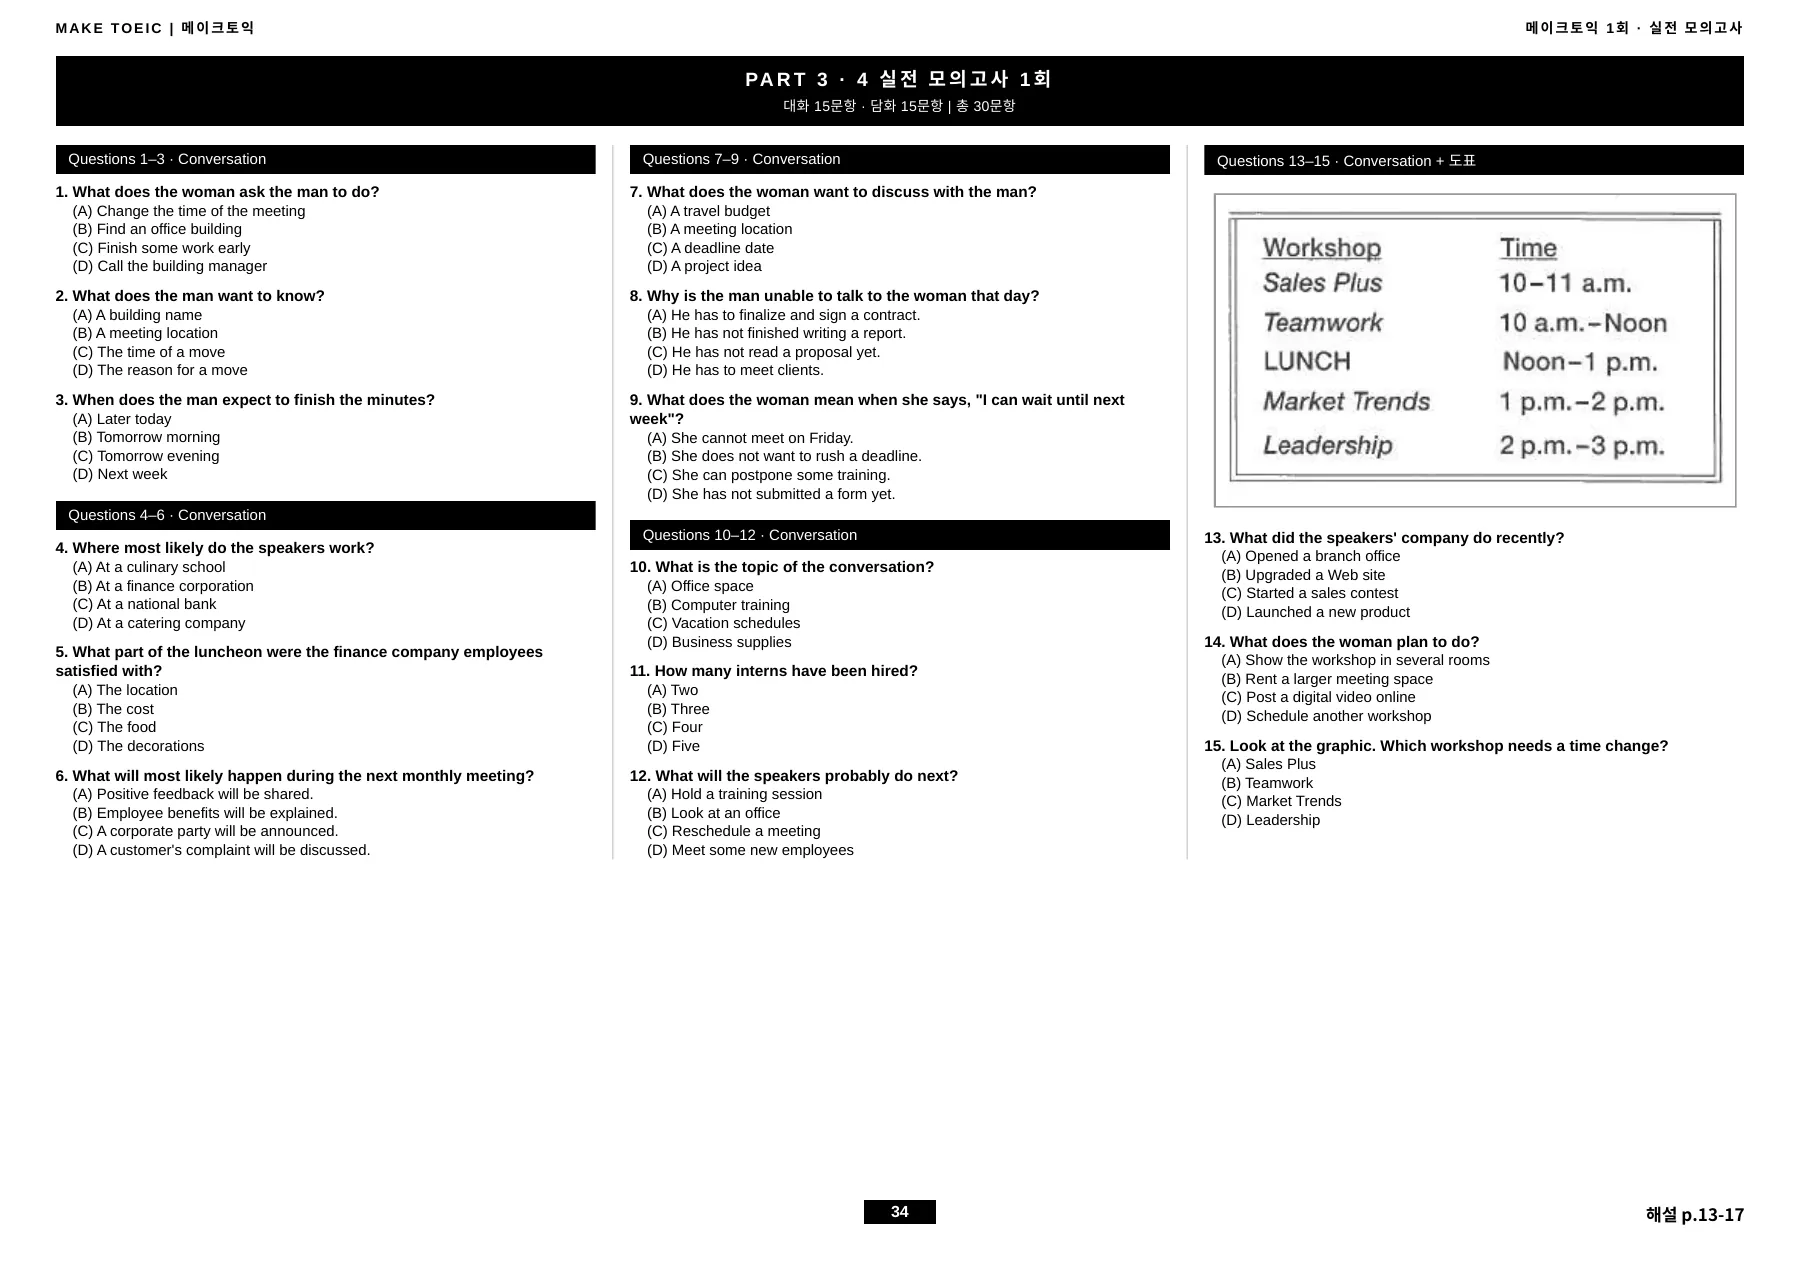 MAKE TOEIC | 메이크토익
메이크토익 1회 · 실전 모의고사
PART 3 · 4 실전 모의고사 1회
대화 15문항 · 담화 15문항 | 총 30문항
Questions 1–3 · Conversation
1. What does the woman ask the man to do?
(A) Change the time of the meeting
(B) Find an office building
(C) Finish some work early
(D) Call the building manager
2. What does the man want to know?
(A) A building name
(B) A meeting location
(C) The time of a move
(D) The reason for a move
3. When does the man expect to finish the minutes?
(A) Later today
(B) Tomorrow morning
(C) Tomorrow evening
(D) Next week
Questions 4–6 · Conversation
4. Where most likely do the speakers work?
(A) At a culinary school
(B) At a finance corporation
(C) At a national bank
(D) At a catering company
5. What part of the luncheon were the finance company employees
satisfied with?
(A) The location
(B) The cost
(C) The food
(D) The decorations
6. What will most likely happen during the next monthly meeting?
(A) Positive feedback will be shared.
(B) Employee benefits will be explained.
(C) A corporate party will be announced.
(D) A customer's complaint will be discussed.
Questions 7–9 · Conversation
7. What does the woman want to discuss with the man?
(A) A travel budget
(B) A meeting location
(C) A deadline date
(D) A project idea
8. Why is the man unable to talk to the woman that day?
(A) He has to finalize and sign a contract.
(B) He has not finished writing a report.
(C) He has not read a proposal yet.
(D) He has to meet clients.
9. What does the woman mean when she says, "I can wait until next
week"?
(A) She cannot meet on Friday.
(B) She does not want to rush a deadline.
(C) She can postpone some training.
(D) She has not submitted a form yet.
Questions 10–12 · Conversation
10. What is the topic of the conversation?
(A) Office space
(B) Computer training
(C) Vacation schedules
(D) Business supplies
11. How many interns have been hired?
(A) Two
(B) Three
(C) Four
(D) Five
12. What will the speakers probably do next?
(A) Hold a training session
(B) Look at an office
(C) Reschedule a meeting
(D) Meet some new employees
Questions 13–15 · Conversation + 도표
Workshop Time
Sales Plus 10–11 a.m.
Teamwork 10 a.m.–Noon
LUNCH Noon–1 p.m.
Market Trends 1 p.m.–2 p.m.
Leadership 2 p.m.–3 p.m.
13. What did the speakers' company do recently?
(A) Opened a branch office
(B) Upgraded a Web site
(C) Started a sales contest
(D) Launched a new product
14. What does the woman plan to do?
(A) Show the workshop in several rooms
(B) Rent a larger meeting space
(C) Post a digital video online
(D) Schedule another workshop
15. Look at the graphic. Which workshop needs a time change?
(A) Sales Plus
(B) Teamwork
(C) Market Trends
(D) Leadership
34
해설 p.13-17